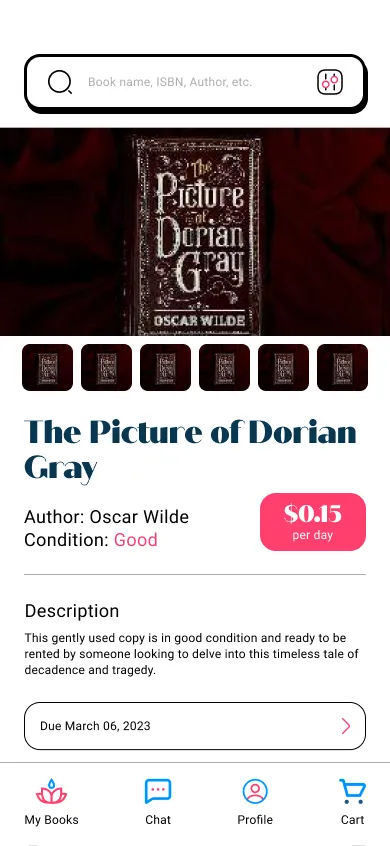 Book name, ISBN, Author, etc.
The
Picture
of
Dorian
Gray
OSCAR WILDE
The Picture of Dorian
Gray
Author: Oscar Wilde
Condition: Good
$0.15
per day
Description
This gently used copy is in good condition and ready to be
rented by someone looking to delve into this timeless tale of
decadence and tragedy.
Due March 06, 2023
My Books
Chat
Profile
Cart